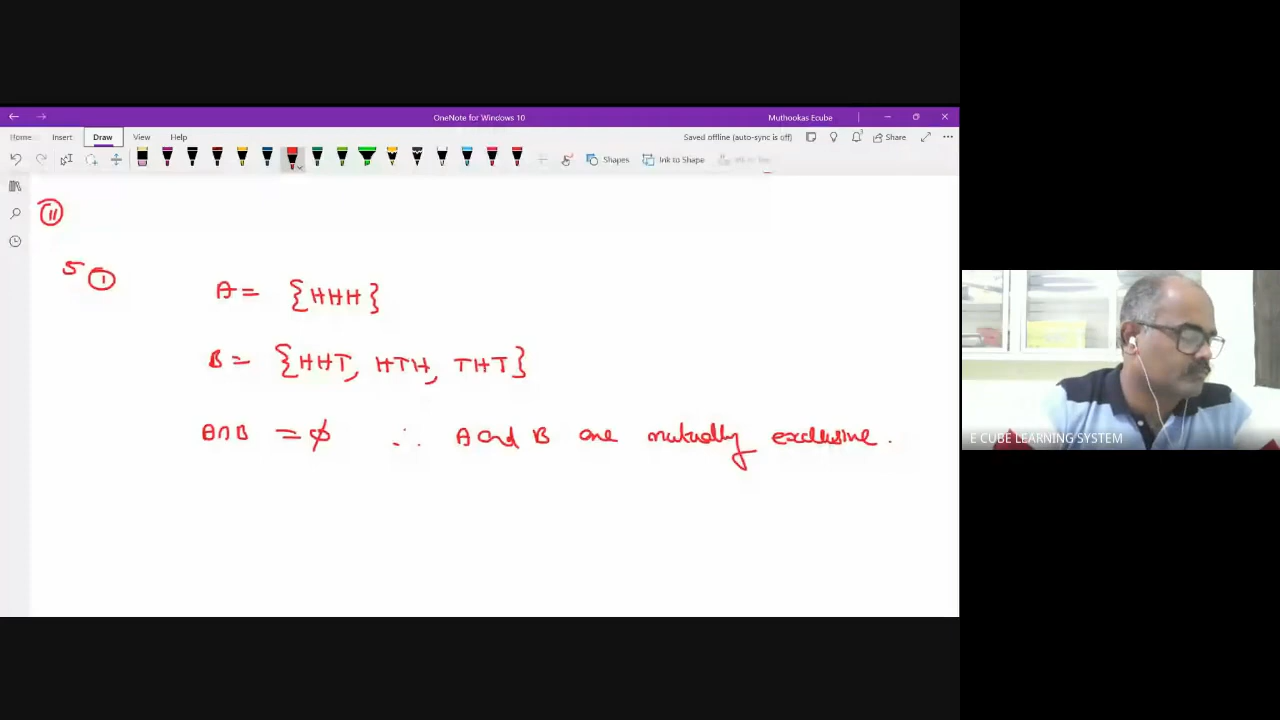 OneNote for Windows 10
Muthookas Ecube
Home Insert Draw View Help
Saved offline (auto-sync is off)
Share
Shapes
Ink to Shape
11
5 1
A = {HHH}
B = {HHT, HTH, THT}
A∩B = φ ∴ A and B are mutually exclusive.
E CUBE LEARNING SYSTEM